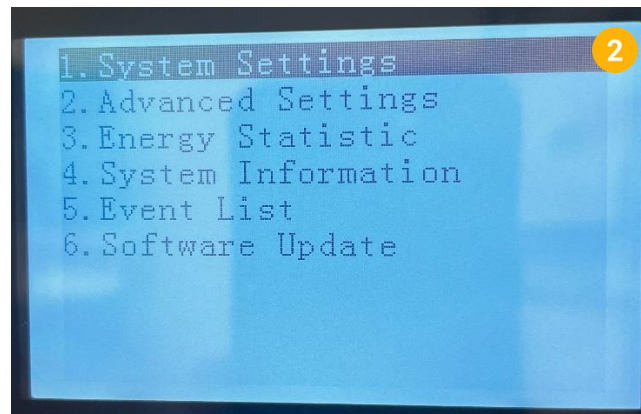 1.System Settings
2
2.Advanced Settings
3.Energy Statistic
4.System Information
5.Event List
6.Software Update